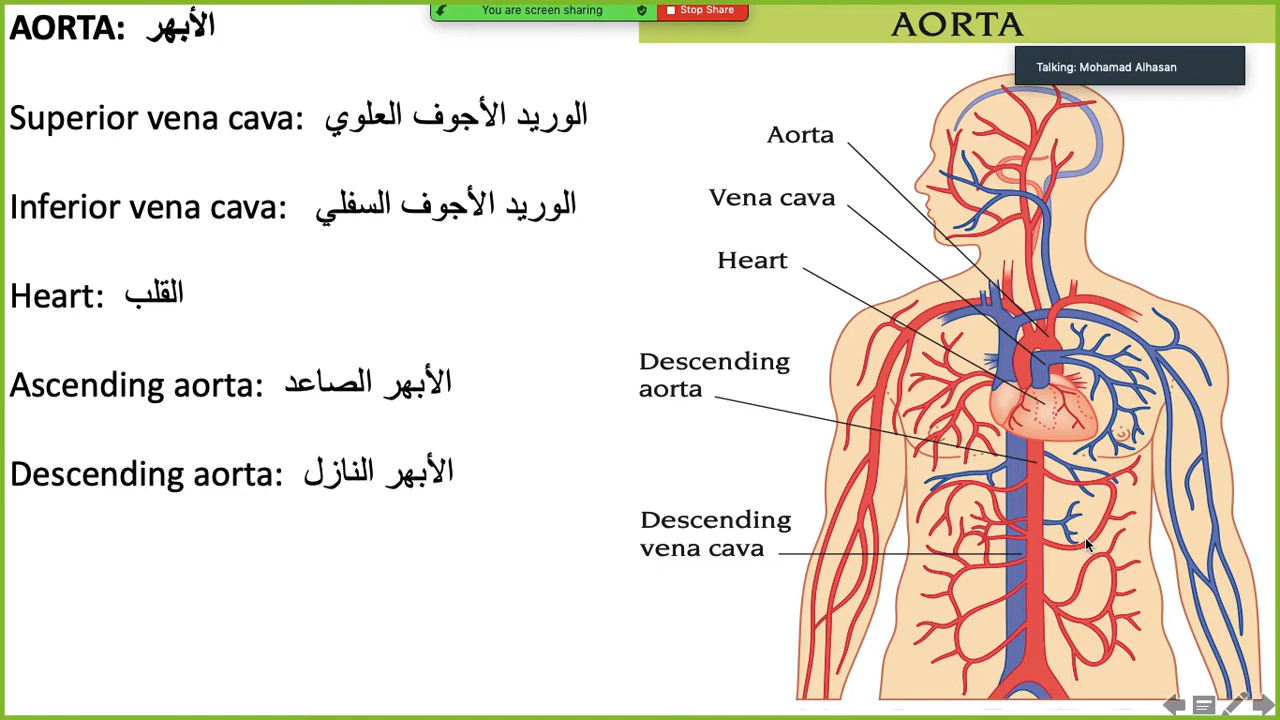 You are screen sharing Stop Share
AORTA: الأبهر
Superior vena cava: الوريد الأجوف العلوي
Inferior vena cava: الوريد الأجوف السفلي
Heart: القلب
Ascending aorta: الأبهر الصاعد
Descending aorta: الأبهر النازل
AORTA
Talking: Mohamad Alhasan
Aorta
Vena cava
Heart
Descending
aorta
Descending
vena cava